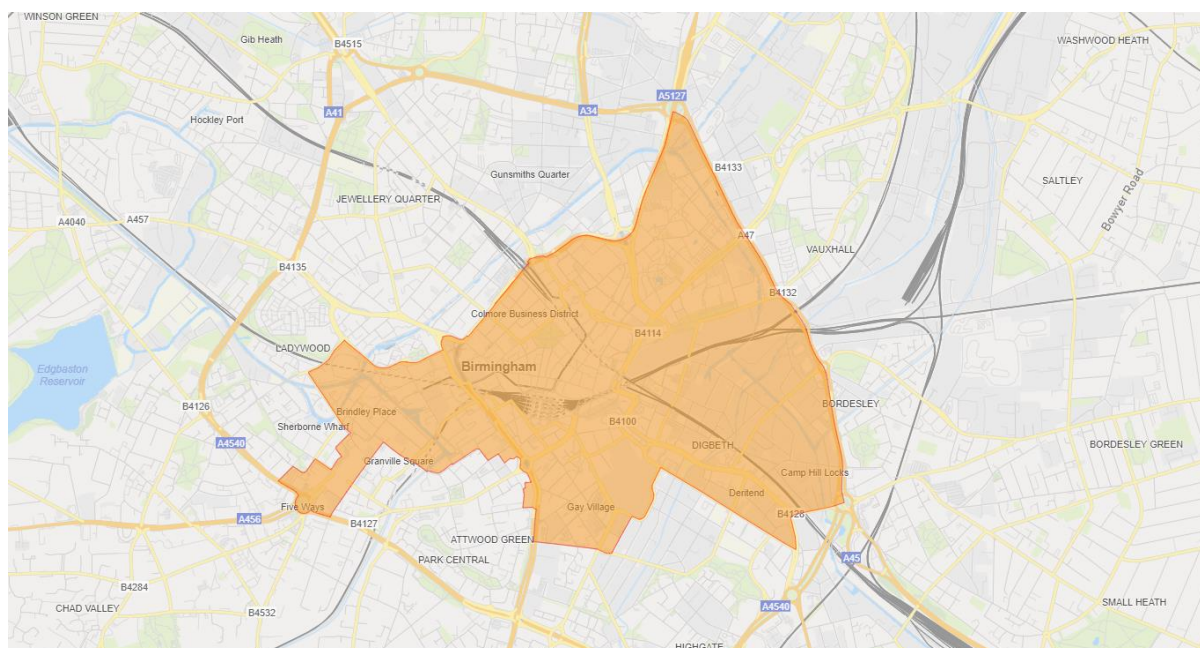 WINSON GREEN
Gib Heath
B4515
WASHWOOD HEATH
A5127
A34
A41
Hockley Port
B4133
Gunsmiths Quarter
SALTLEY
JEWELLERY QUARTER
Bowyer Road
A4040
A457
A47
VAUXHALL
B4135
B4132
Colmore Business District
B4114
LADYWOOD
Birmingham
Edgbaston
Reservoir
B4126
Brindley Place
BORDESLEY
Sherborne Wharf
B4100
A4540
DIGBETH
BORDESLEY GREEN
Granville Square
Camp Hill Locks
Deritend
Five Ways
Gay Village
A456
B4127
B4128
ATTWOOD GREEN
PARK CENTRAL
A45
B4284
CHAD VALLEY
B4532
A4540
SMALL HEATH
HIGHGATE